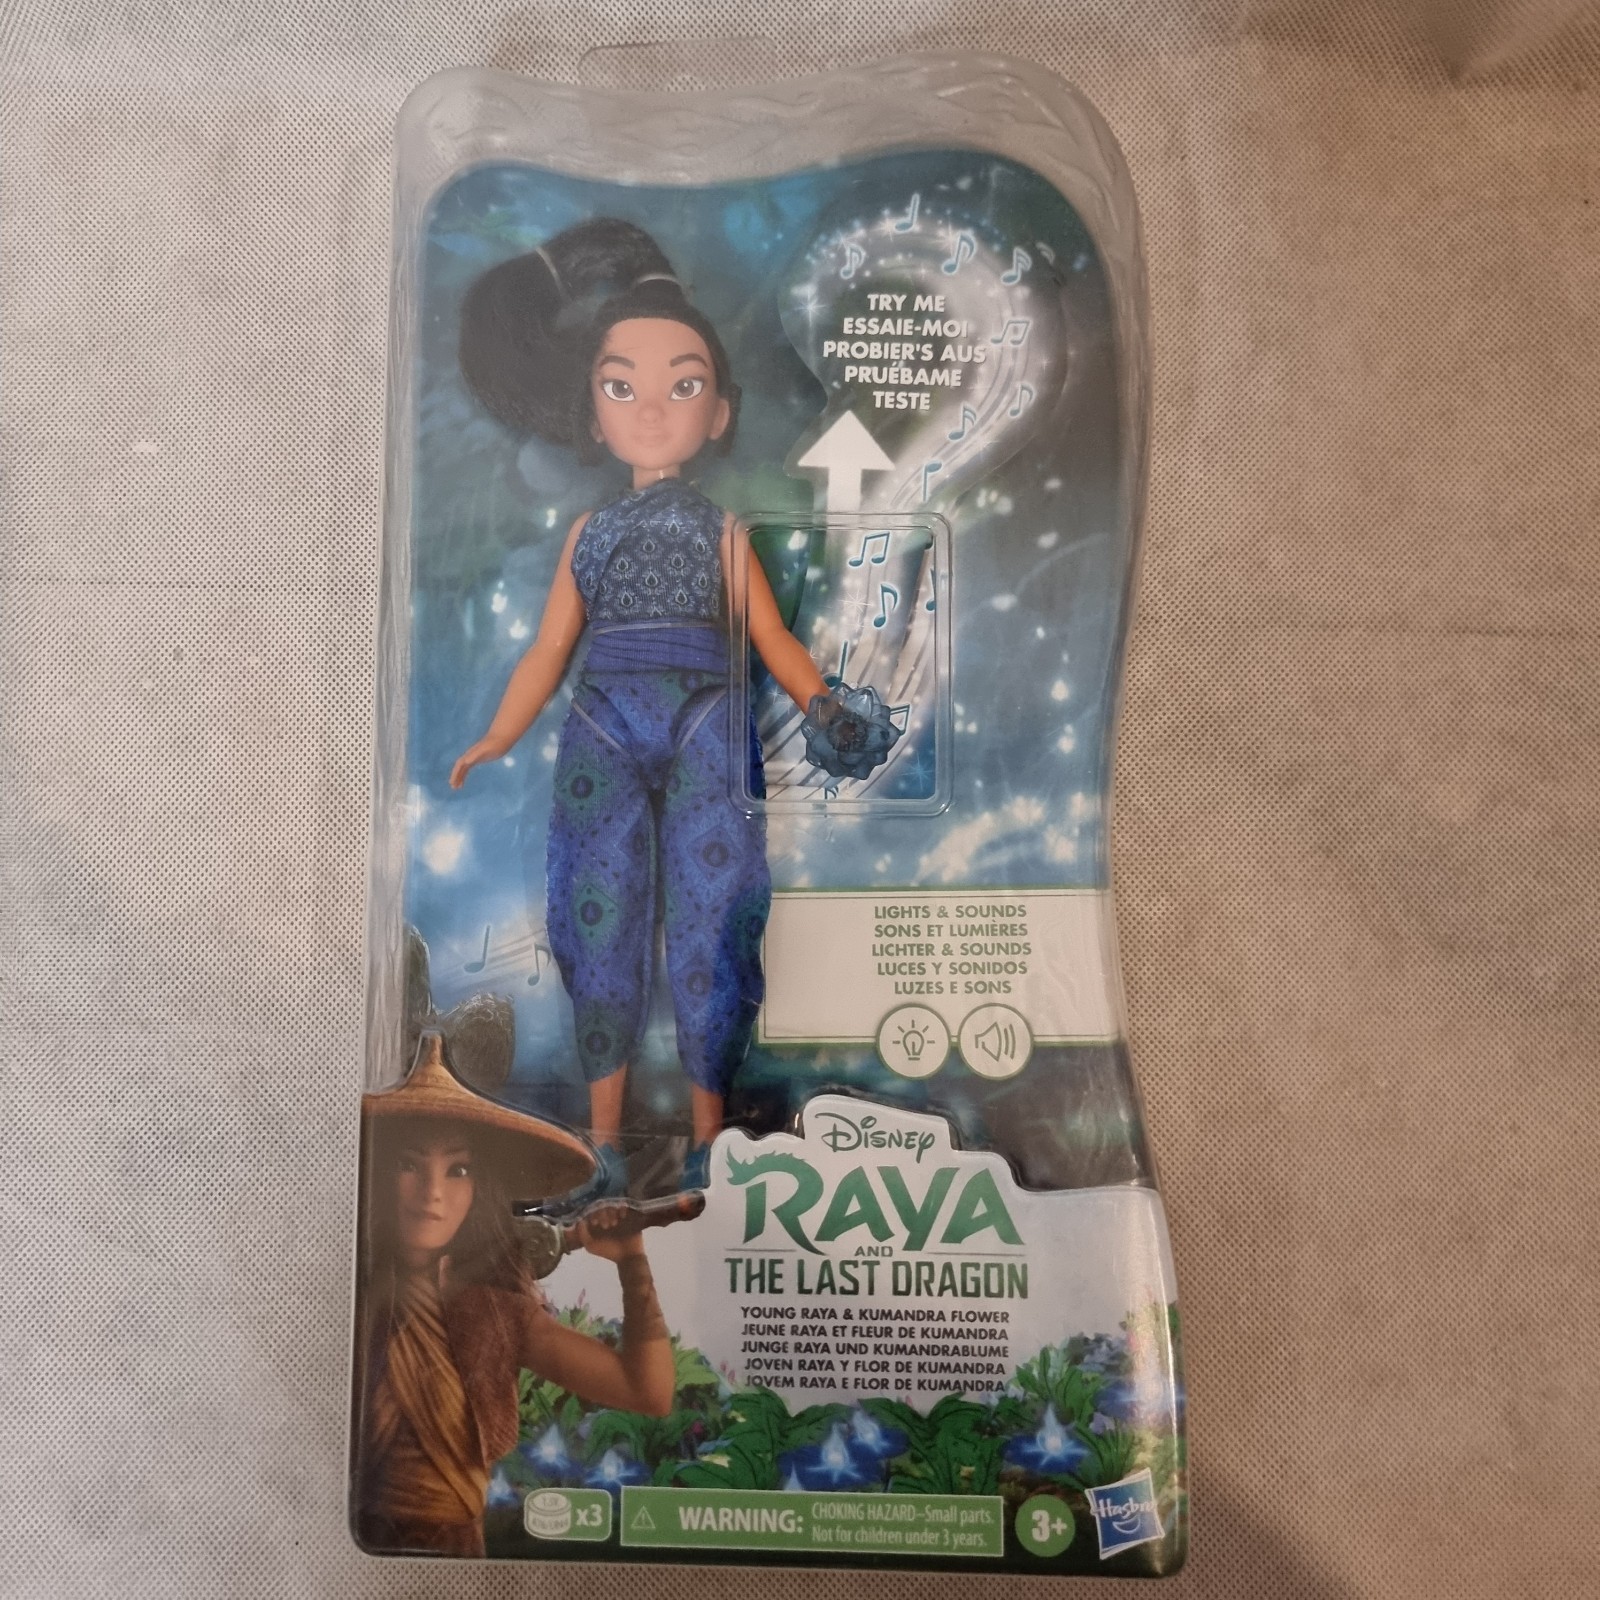 TRY ME
ESSAIE-MOI
PROBIER'S AUS
PRUÉBAME
TESTE
LIGHTS & SOUNDS
SONS ET LUMIÈRES
LICHTER & SOUNDS
LUCES Y SONIDOS
LUZES E SONS
Disney
RAYA
AND
THE LAST DRAGON
YOUNG RAYA & KUMANDRA FLOWER
JEUNE RAYA ET FLEUR DE KUMANDRA
JUNGE RAYA UND KUMANDRABLUME
JOVEN RAYA Y FLOR DE KUMANDRA
JOVEM RAYA E FLOR DE KUMANDRA
x3
WARNING: CHOKING HAZARD–Small parts.
Not for children under 3 years.
3+
Hasbro